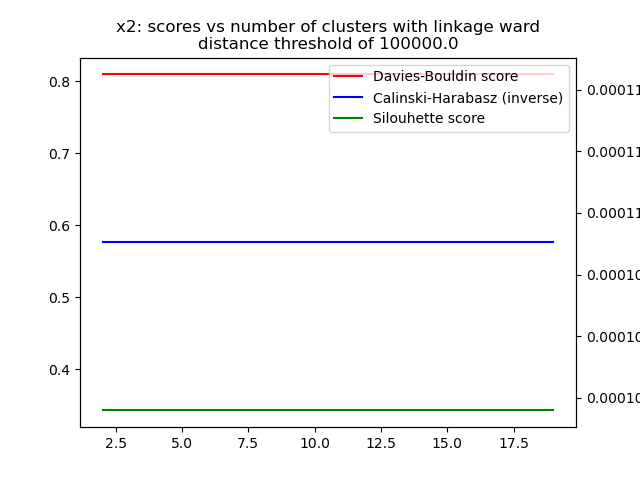 x2: scores vs number of clusters with linkage ward
distance threshold of 100000.0
Davies-Bouldin score
Calinski-Harabasz (inverse)
Silouhette score
0.8
0.7
0.6
0.5
0.4
0.00011
0.00011
0.00011
0.00010
0.00010
0.00010
2.5 5.0 7.5 10.0 12.5 15.0 17.5